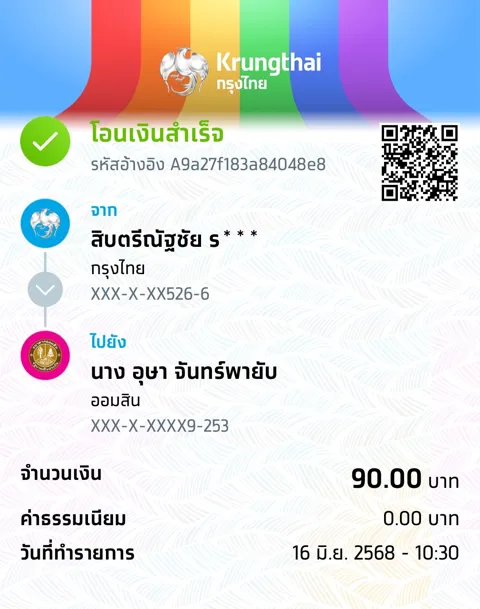 Krungthai
กรุงไทย
โอนเงินสำเร็จ
รหัสอ้างอิง A9a27f183a84048e8
จาก
สิบตรีณัฐชัย ร***
กรุงไทย
XXX-X-XX526-6
ไปยัง
นาง อุษา จันทร์พายับ
ออมสิน
XXX-X-XXXX9-253
จำนวนเงิน 90.00 บาท
ค่าธรรมเนียม 0.00 บาท
วันที่ทำรายการ 16 มิ.ย. 2568 - 10:30